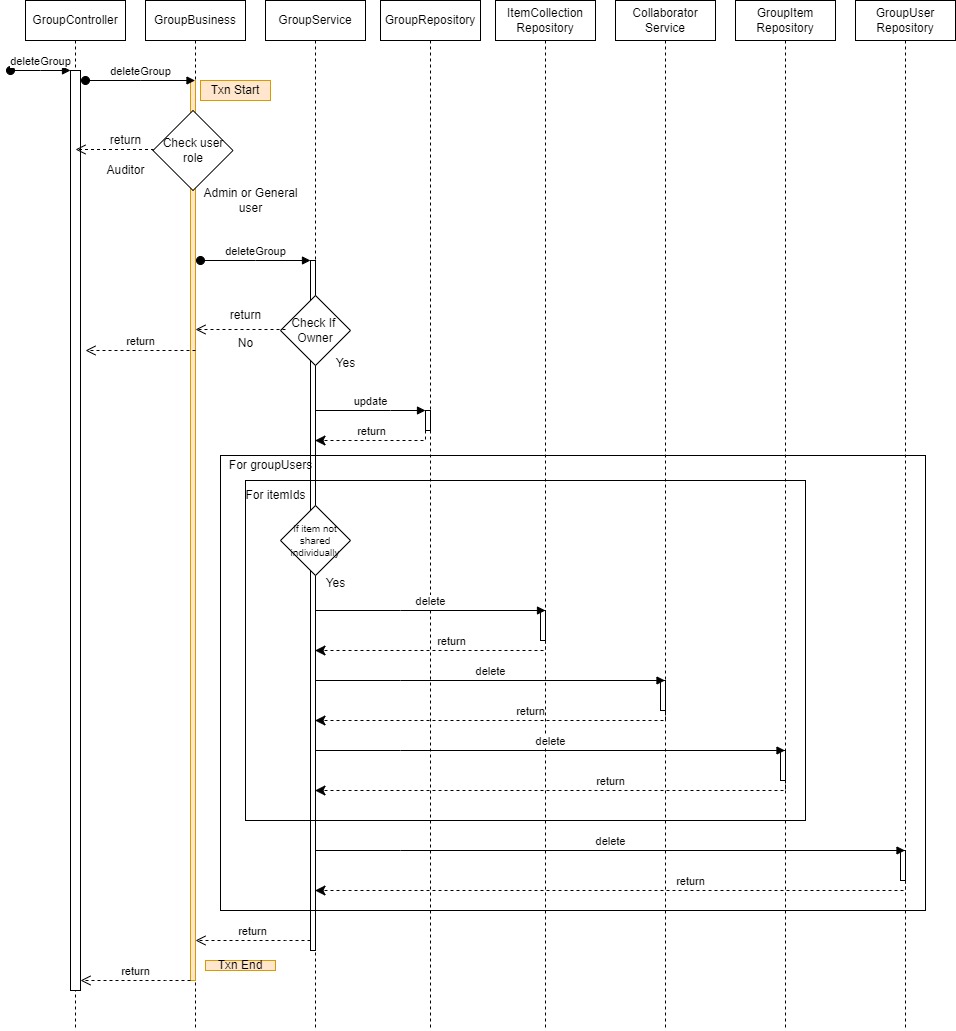 GroupController
GroupBusiness
GroupService
GroupRepository
ItemCollection
Repository
Collaborator
Service
GroupItem
Repository
GroupUser
Repository
deleteGroup
deleteGroup
Txn Start
return
Check user
role
Auditor
Admin or General
user
deleteGroup
return
Check If
Owner
No
return
Yes
update
return
For groupUsers
For itemIds
If item not
shared
individually
Yes
delete
return
delete
return
delete
return
delete
return
return
Txn End
return